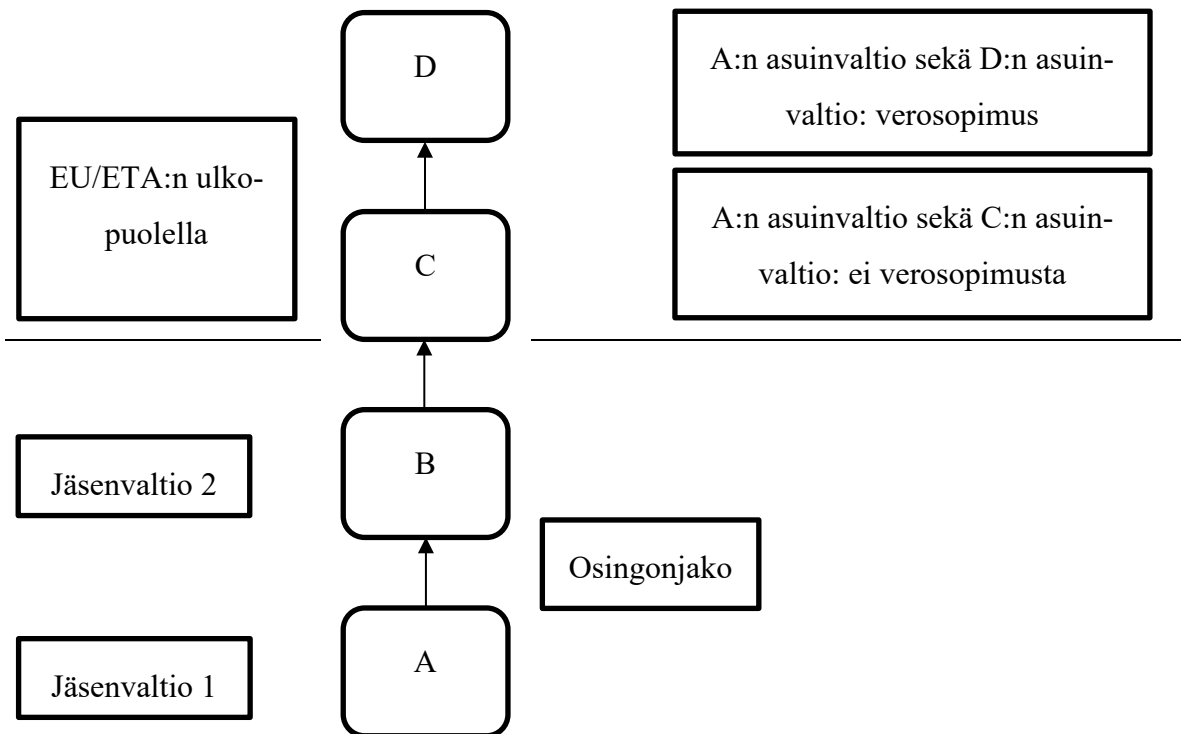 D
A:n asuinvaltio sekä D:n asuin-
valtio: verosopimus
EU/ETA:n ulko-
puolella
C
A:n asuinvaltio sekä C:n asuin-
valtio: ei verosopimusta
Jäsenvaltio 2
B
Osingonjako
Jäsenvaltio 1
A